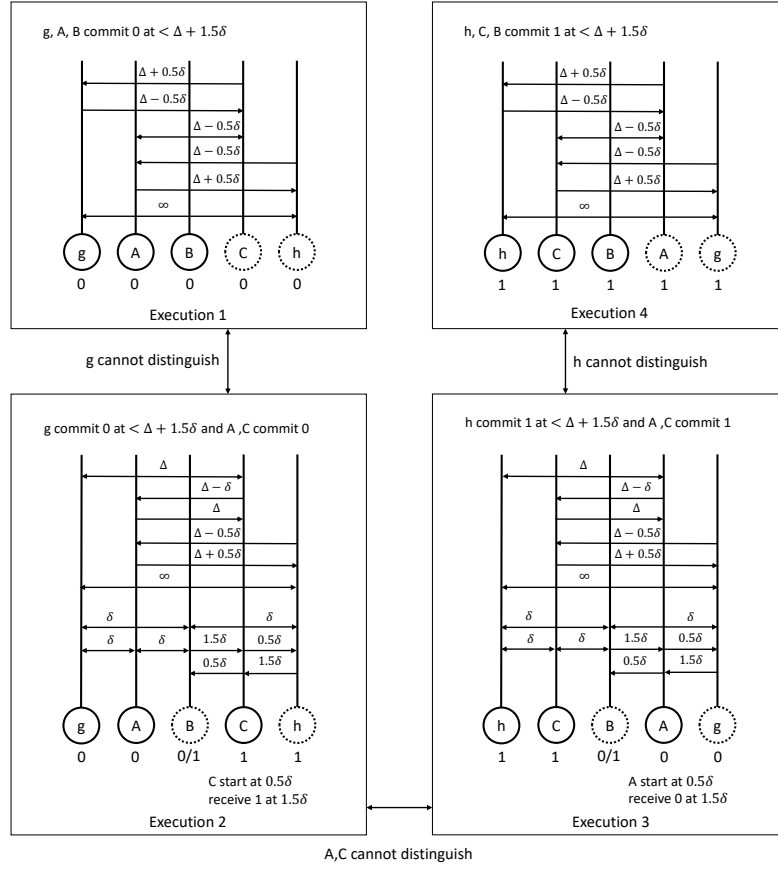 g, A, B commit 0 at < Δ + 1.5δ
Δ + 0.5δ
Δ − 0.5δ
Δ − 0.5δ
Δ − 0.5δ
Δ + 0.5δ
∞
g A B C h
0 0 0 0 0
Execution 1
h, C, B commit 1 at < Δ + 1.5δ
Δ + 0.5δ
Δ − 0.5δ
Δ − 0.5δ
Δ − 0.5δ
Δ + 0.5δ
∞
h C B A g
1 1 1 1 1
Execution 4
g cannot distinguish
h cannot distinguish
g commit 0 at < Δ + 1.5δ and A ,C commit 0
Δ
Δ − δ
Δ
Δ − 0.5δ
Δ + 0.5δ
∞
δ δ
δ δ 1.5δ 0.5δ
0.5δ 1.5δ
g A B C h
0 0 0/1 1 1
C start at 0.5δ
receive 1 at 1.5δ
Execution 2
h commit 1 at < Δ + 1.5δ and A ,C commit 1
Δ
Δ − δ
Δ
Δ − 0.5δ
Δ + 0.5δ
∞
δ δ
δ δ 1.5δ 0.5δ
0.5δ 1.5δ
h C B A g
1 1 0/1 0 0
A start at 0.5δ
receive 0 at 1.5δ
Execution 3
A,C cannot distinguish